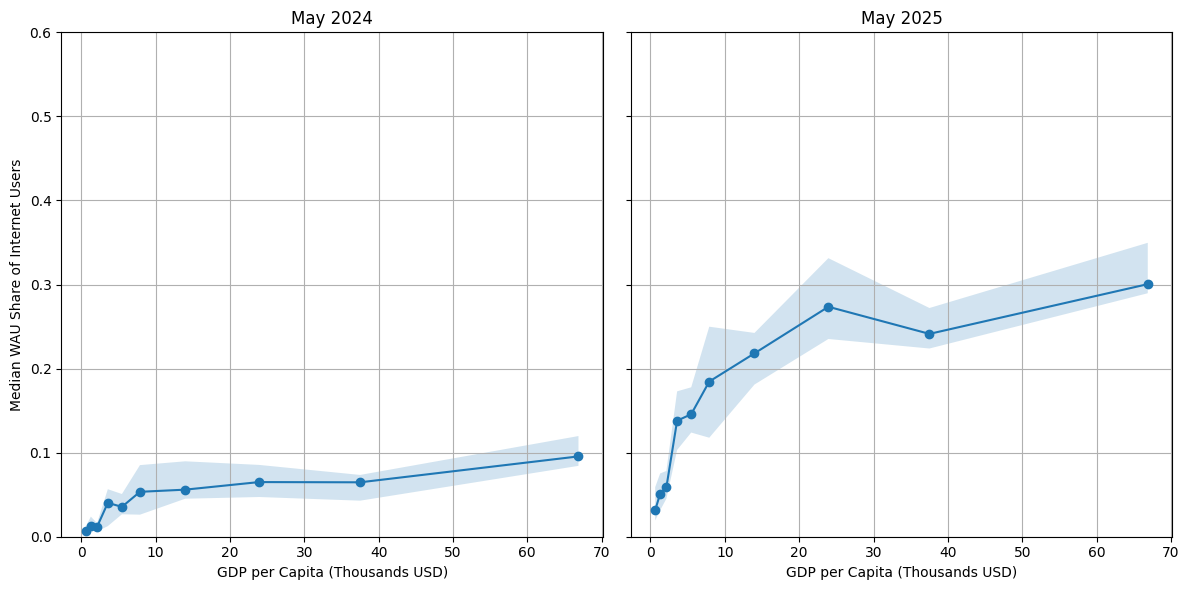 May 2024
Median WAU Share of Internet Users
0.6
0.5
0.4
0.3
0.2
0.1
0.0
0 10 20 30 40 50 60 70
GDP per Capita (Thousands USD)
May 2025
0 10 20 30 40 50 60 70
GDP per Capita (Thousands USD)